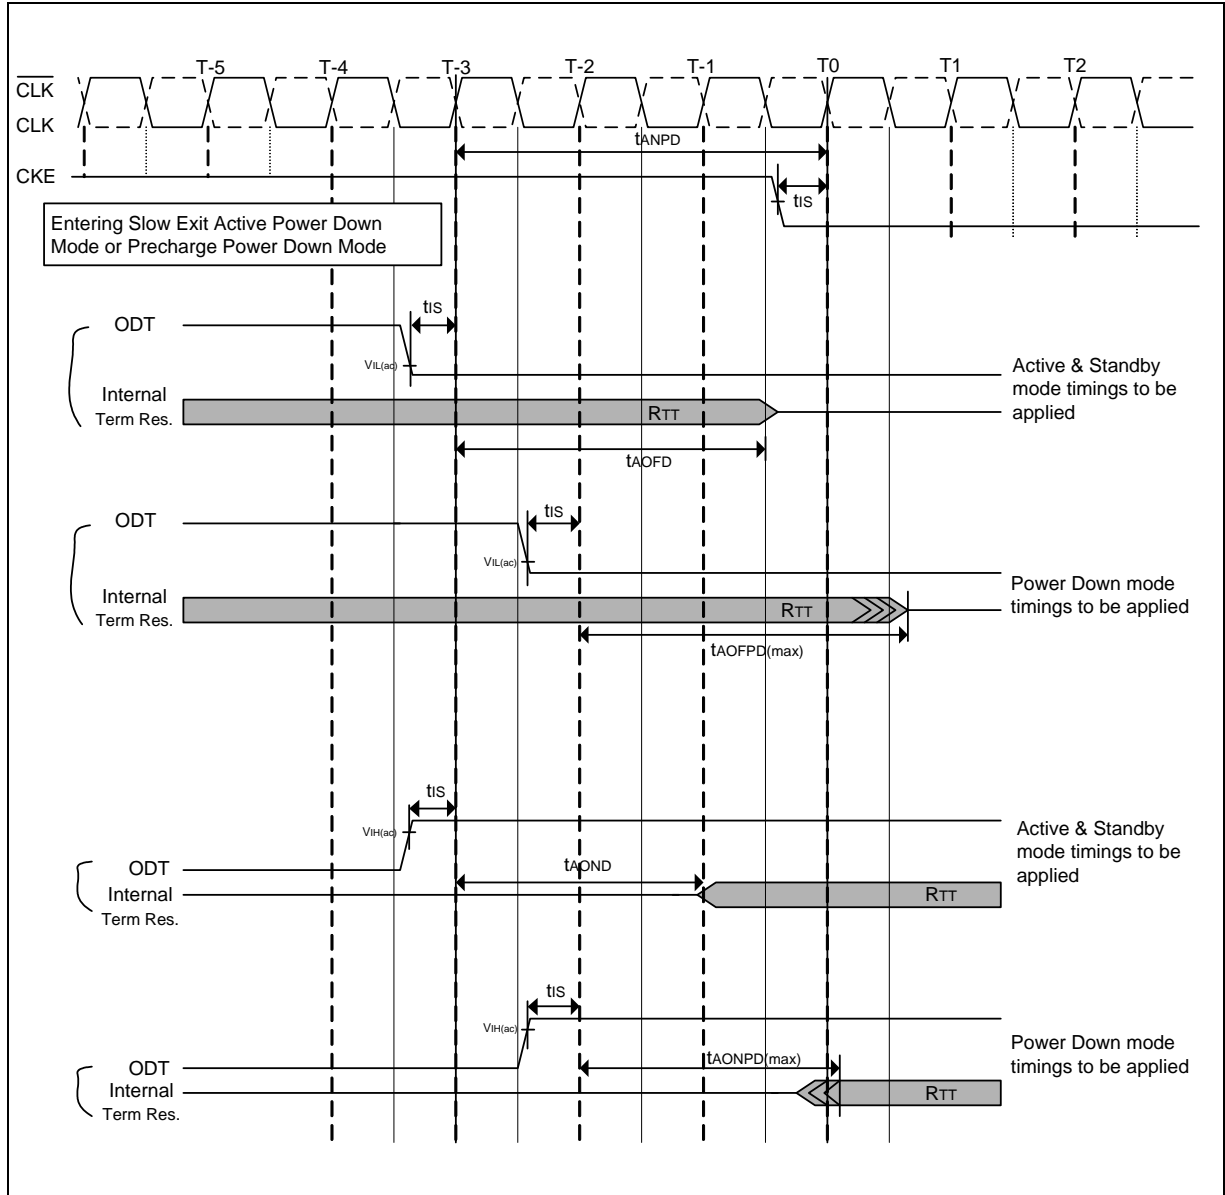 T-5 T-4 T-3 T-2 T-1 T0 T1 T2
CLK
CLK
tANPD
CKE
tIS
Entering Slow Exit Active Power Down
Mode or Precharge Power Down Mode
tIS
ODT
VIL(ac)
Active & Standby
mode timings to be
applied
Internal
Term Res.
RTT
tAOFD
ODT
tIS
VIL(ac)
Power Down mode
timings to be applied
Internal
Term Res.
RTT
tAOFPD(max)
tIS
VIH(ac)
Active & Standby
mode timings to be
applied
ODT
tAOND
Internal
Term Res.
RTT
tIS
VIH(ac)
Power Down mode
timings to be applied
ODT
tAONPD(max)
Internal
Term Res.
RTT